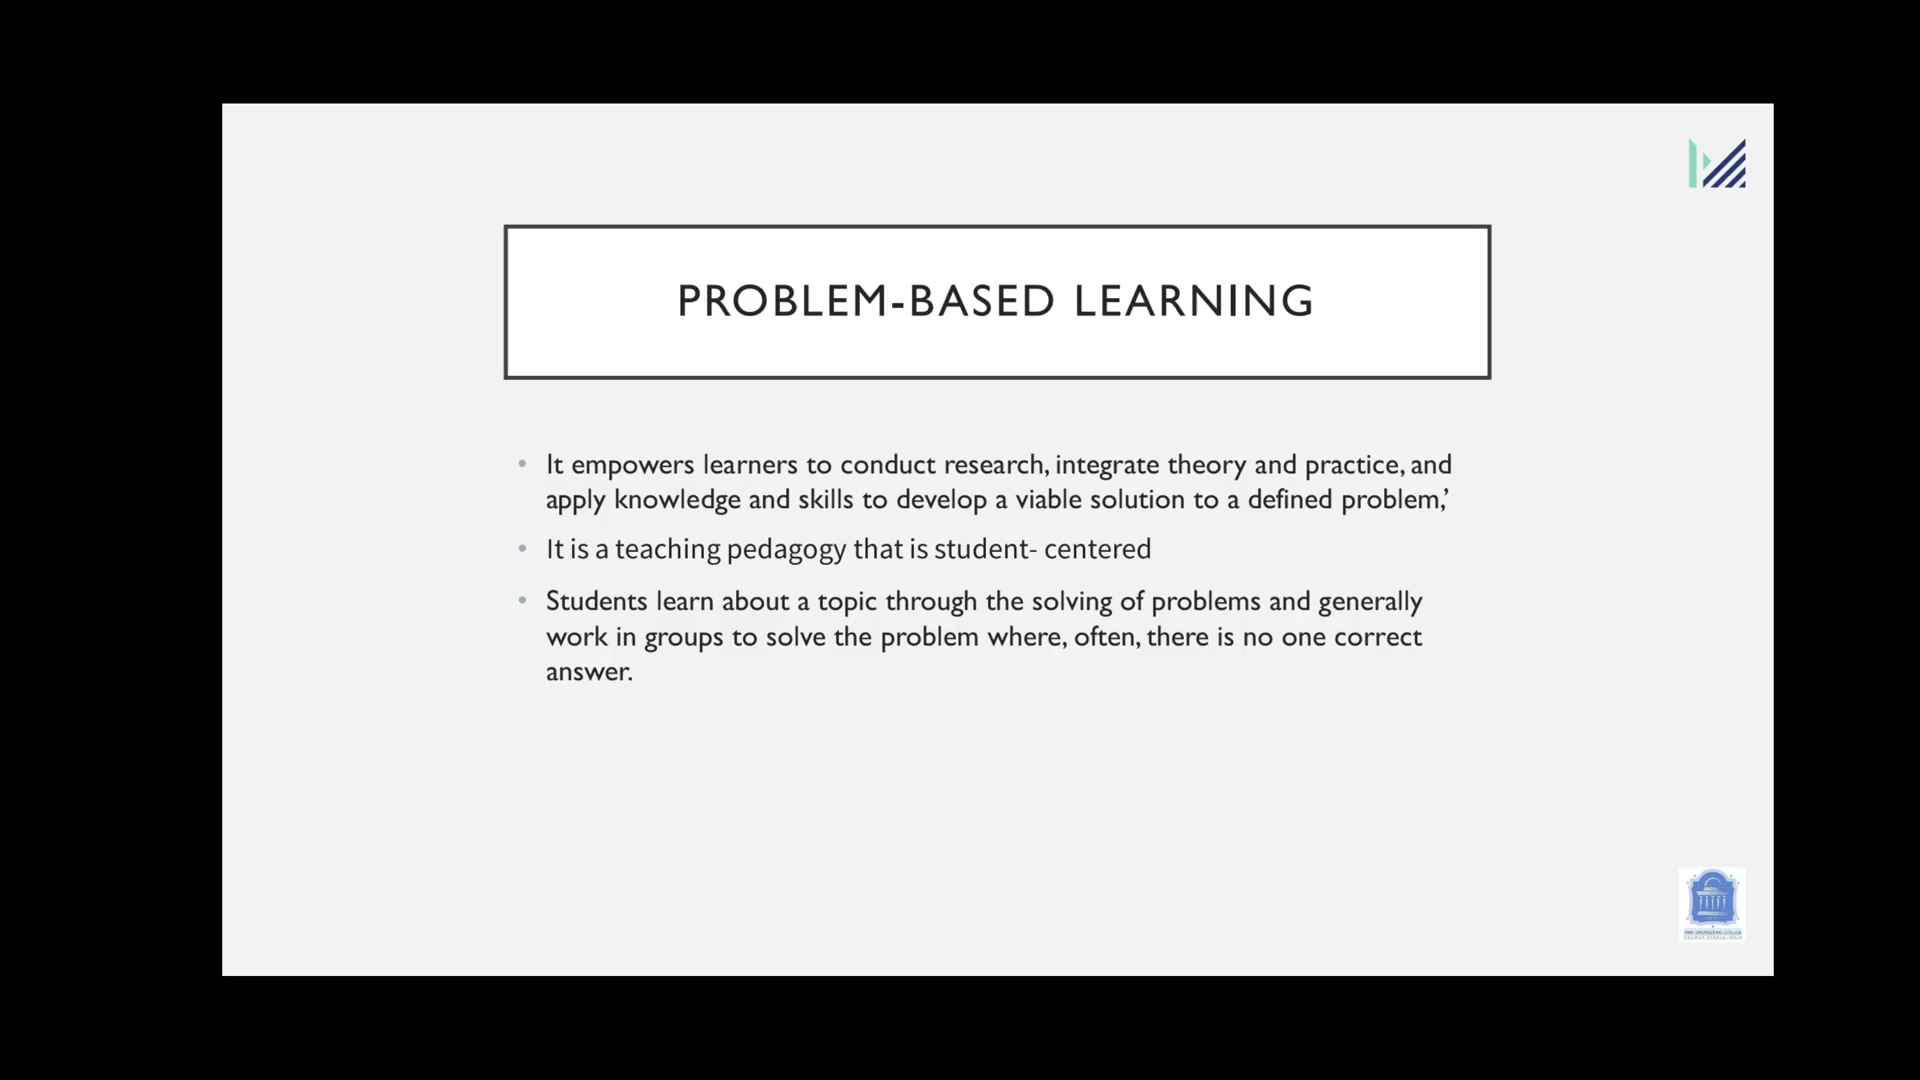 PROBLEM-BASED LEARNING
• It empowers learners to conduct research, integrate theory and practice, and
apply knowledge and skills to develop a viable solution to a defined problem,’
• It is a teaching pedagogy that is student- centered
• Students learn about a topic through the solving of problems and generally
work in groups to solve the problem where, often, there is no one correct
answer.